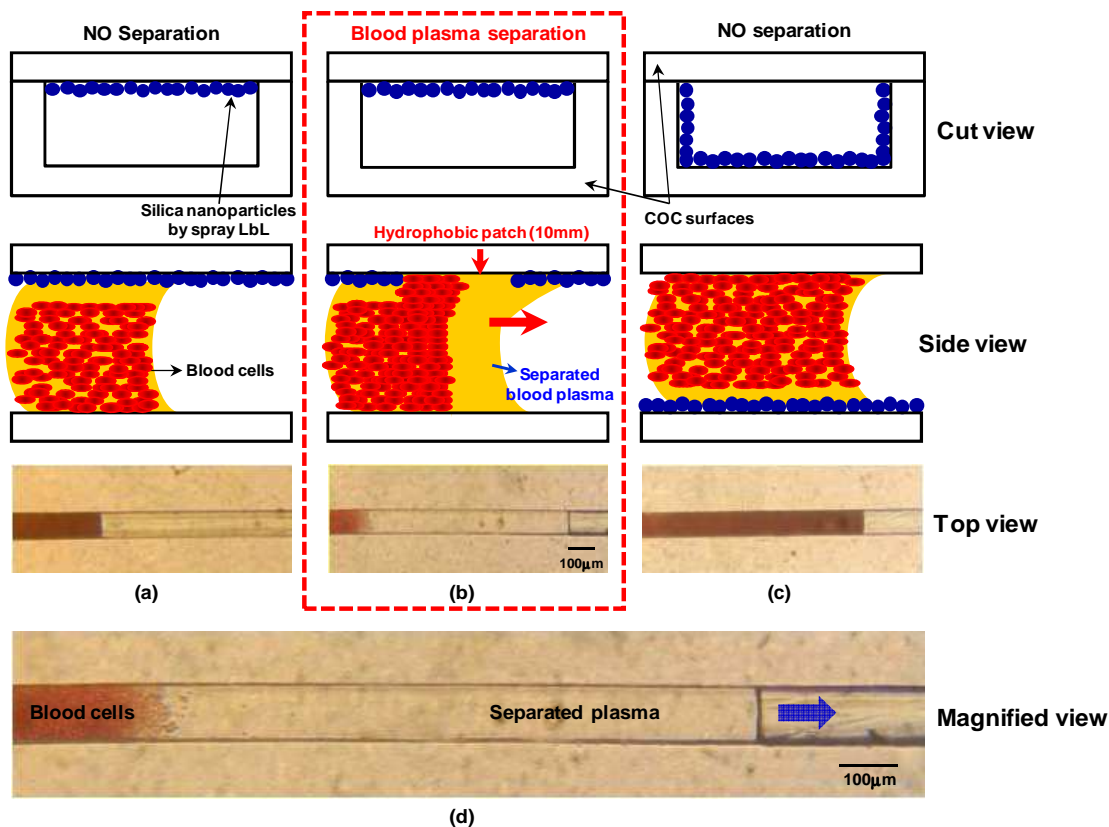 NO Separation
Blood plasma separation
NO separation
Cut view
Silica nanoparticles
by spray LbL
COC surfaces
Hydrophobic patch (10mm)
Side view
Blood cells
Separated
blood plasma
Top view
100μm
(a)
(b)
(c)
Blood cells
Separated plasma
Magnified view
100μm
(d)